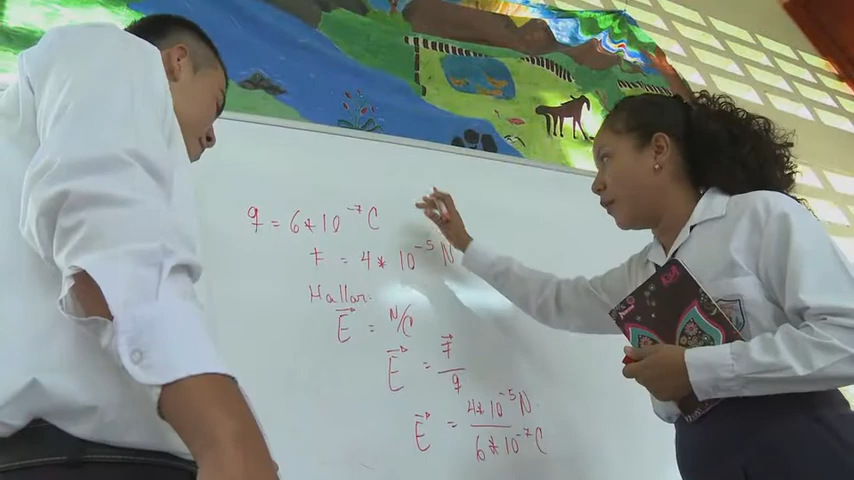 q = 6*10⁻⁷ C
F = 4*10⁻⁵ N
Hallar:
E⃗ = N/C
E⃗ = F⃗/q
E⃗ = 4*10⁻⁵ N / 6*10⁻⁷ C